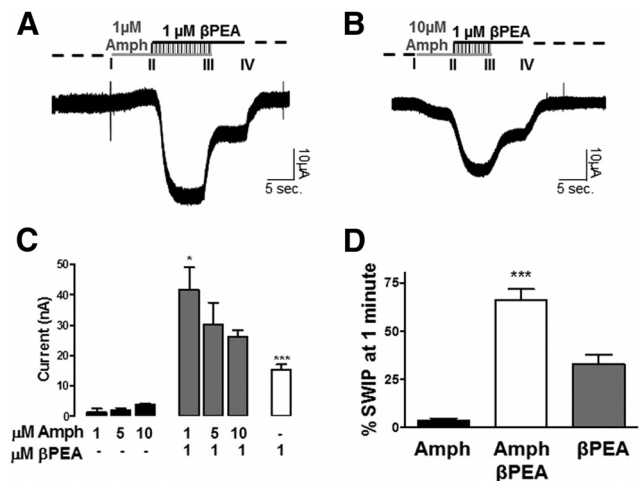 A
1μM
Amph
1 μM βPEA
I II III IV
10μA
5 sec.
B
10μM
Amph
1 μM βPEA
I II III IV
10μA
5 sec.
C
Current (nA)
50
40
30
20
10
0
*
***
μM Amph 1 5 10 1 5 10 -
μM βPEA - - - 1 1 1 1
D
% SWIP at 1 minute
75
50
25
0
***
Amph Amph βPEA
βPEA